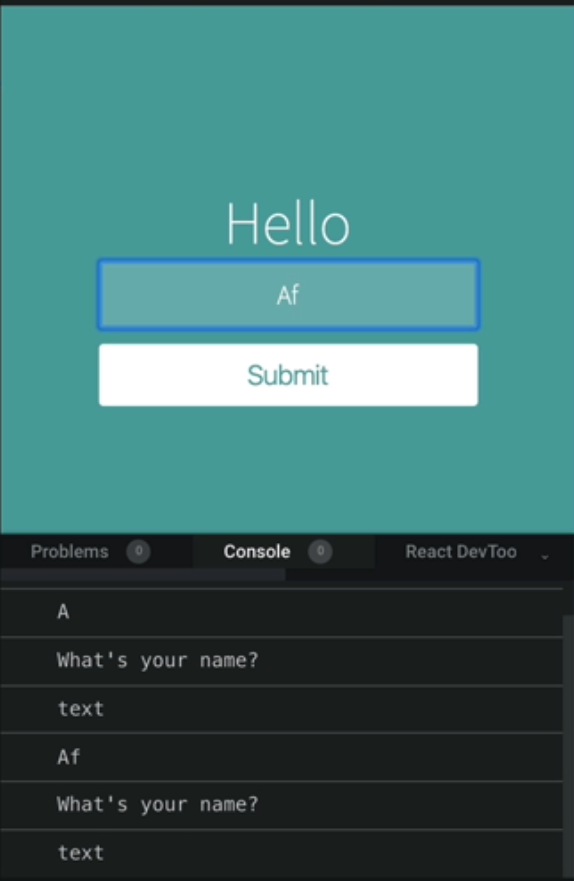 Hello
Af
Submit
Problems 0 Console 0 React DevToo
A
What's your name?
text
Af
What's your name?
text